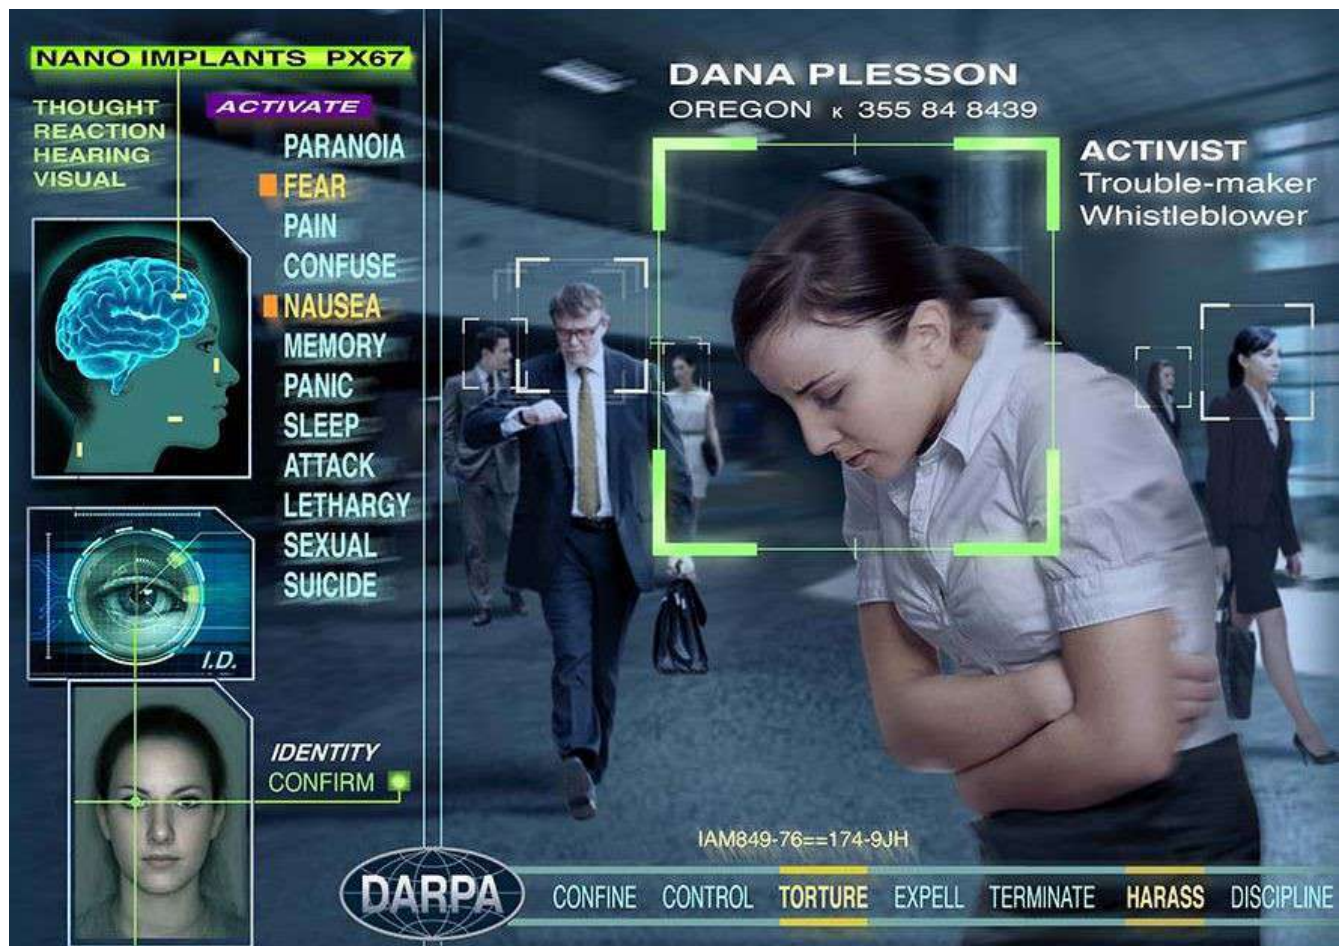 NANO IMPLANTS PX67
THOUGHT
REACTION
HEARING
VISUAL
ACTIVATE
PARANOIA
FEAR
PAIN
CONFUSE
NAUSEA
MEMORY
PANIC
SLEEP
ATTACK
LETHARGY
SEXUAL
SUICIDE
I.D.
IDENTITY
CONFIRM
DANA PLESSON
OREGON K 355 84 8439
ACTIVIST
Trouble-maker
Whistleblower
IAM849-76==174-9JH
DARPA
CONFINE CONTROL TORTURE EXPELL TERMINATE HARASS DISCIPLINE